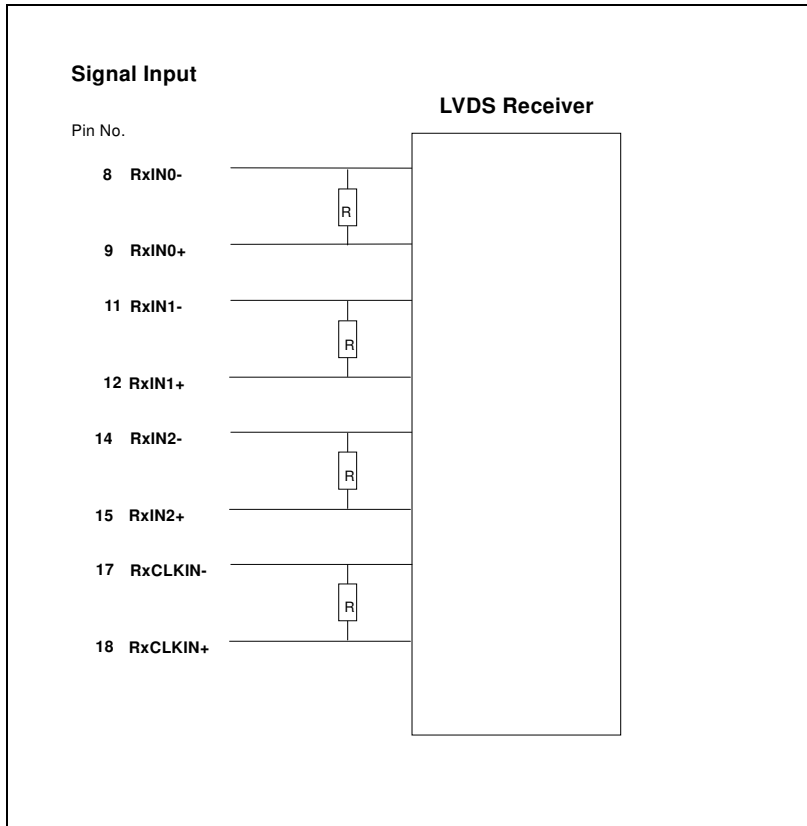 Signal Input
LVDS Receiver
Pin No.
8 RxIN0-
R
9 RxIN0+
11 RxIN1-
R
12 RxIN1+
14 RxIN2-
R
15 RxIN2+
17 RxCLKIN-
R
18 RxCLKIN+